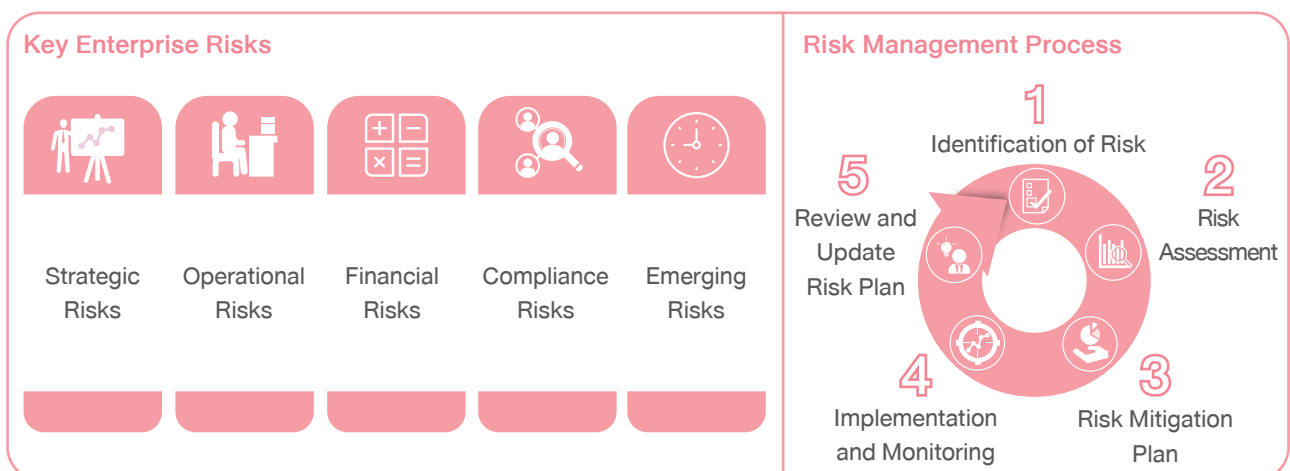 Key Enterprise Risks
Strategic
Risks
Operational
Risks
Financial
Risks
Compliance
Risks
Emerging
Risks
Risk Management Process
1
Identification of Risk
2
Risk
Assessment
3
Risk Mitigation
Plan
4
Implementation
and Monitoring
5
Review and
Update
Risk Plan